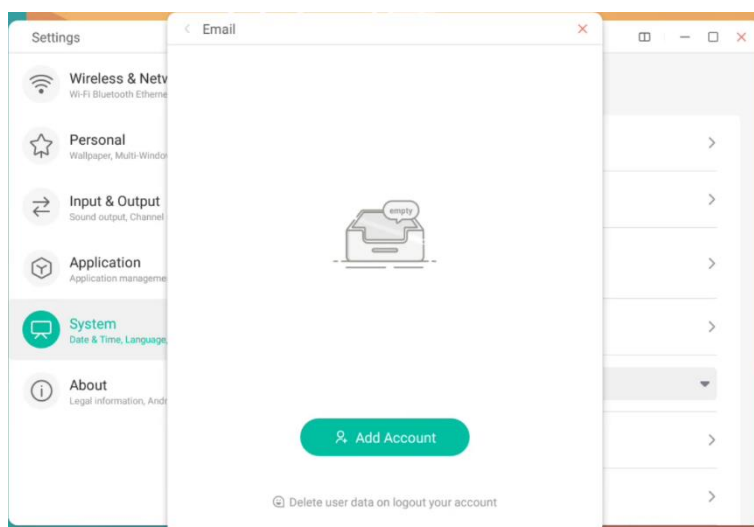 Settings
Email
Wireless & Netw
Wi-Fi Bluetooth Etherne
Personal
Wallpaper, Multi-Windo
Input & Output
Sound output, Channel
Application
Application manageme
System
Date & Time, Language,
About
Legal information, Andr
empty
Add Account
Delete user data on logout your account